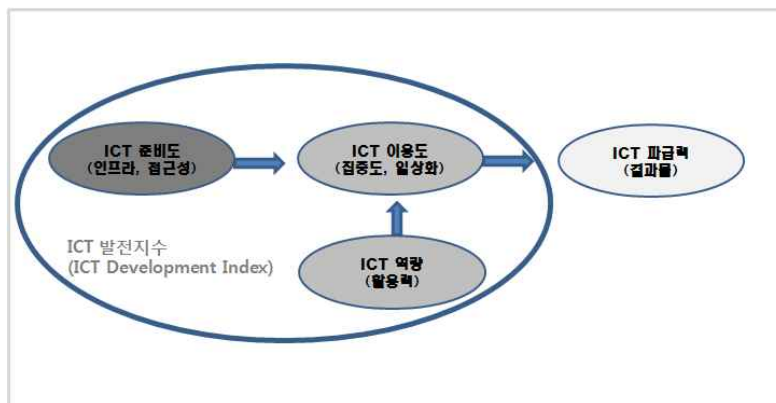 ICT 준비도
(인프라, 접근성)
ICT 이용도
(집중도, 일상화)
ICT 파급력
(결과물)
ICT 발전지수
(ICT Development Index)
ICT 역량
(활용력)